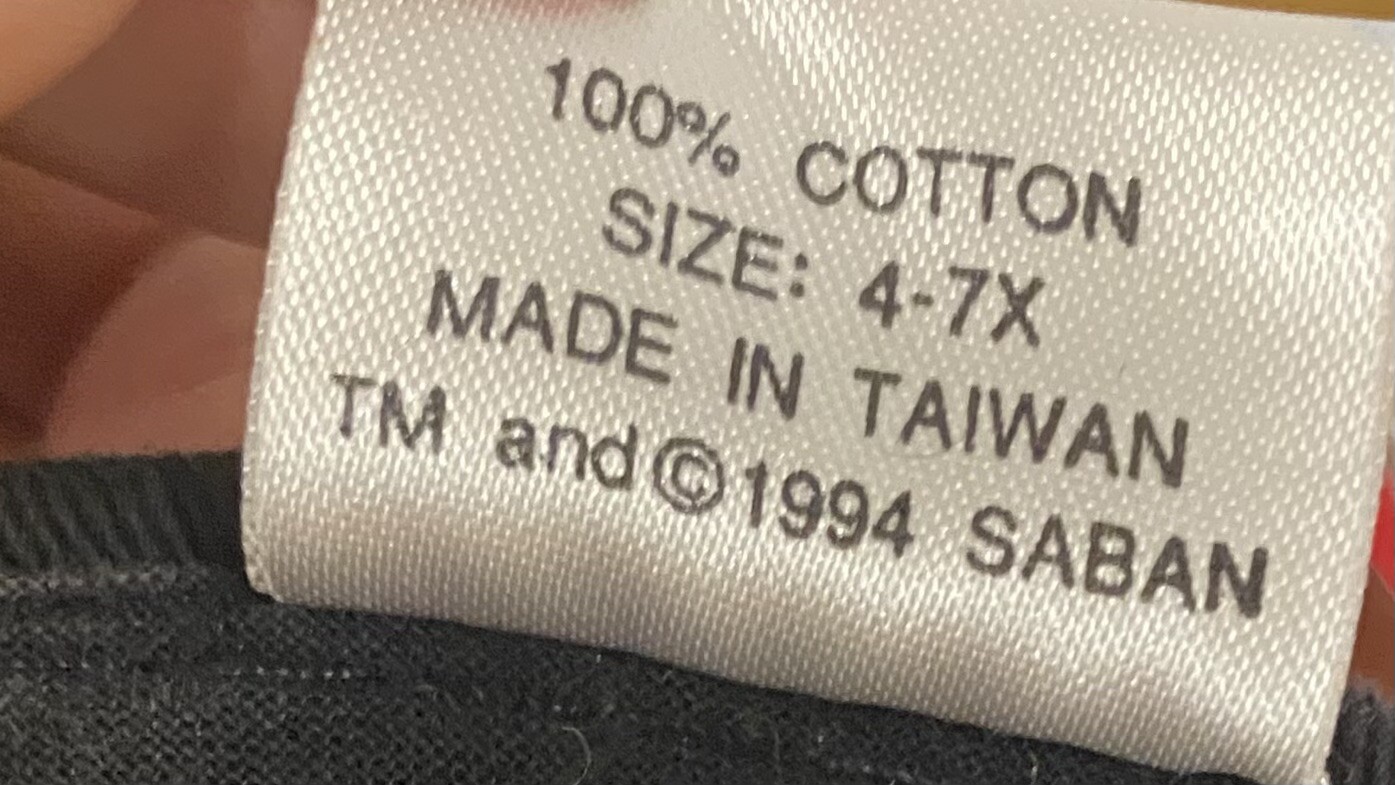 100% COTTON
SIZE: 4-7X
MADE IN TAIWAN
TM and©1994 SABAN